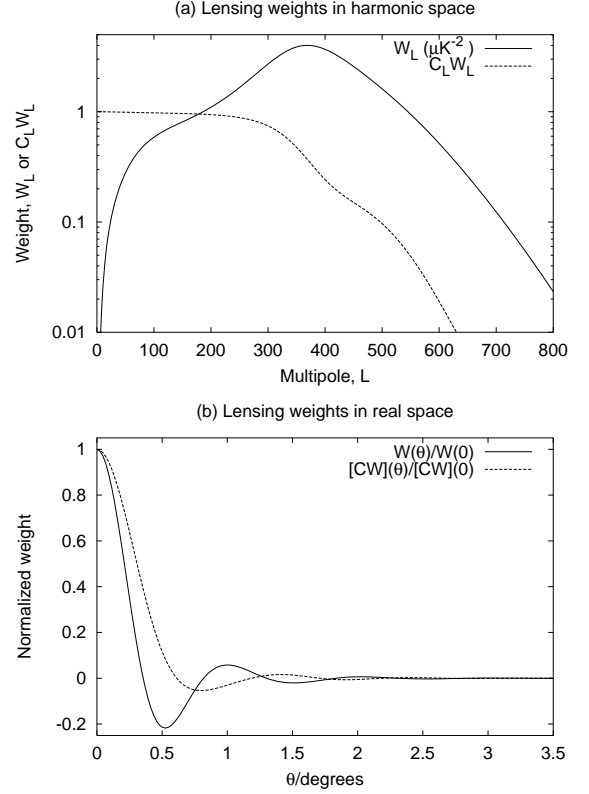 (a) Lensing weights in harmonic space
W_L (μK^-2)
C_L W_L
Weight, W_L or C_L W_L
1
0.1
0.01
0 100 200 300 400 500 600 700 800
Multipole, L
(b) Lensing weights in real space
W(θ)/W(0)
[CW](θ)/[CW](0)
Normalized weight
1
0.8
0.6
0.4
0.2
0
-0.2
0 0.5 1 1.5 2 2.5 3 3.5
θ/degrees